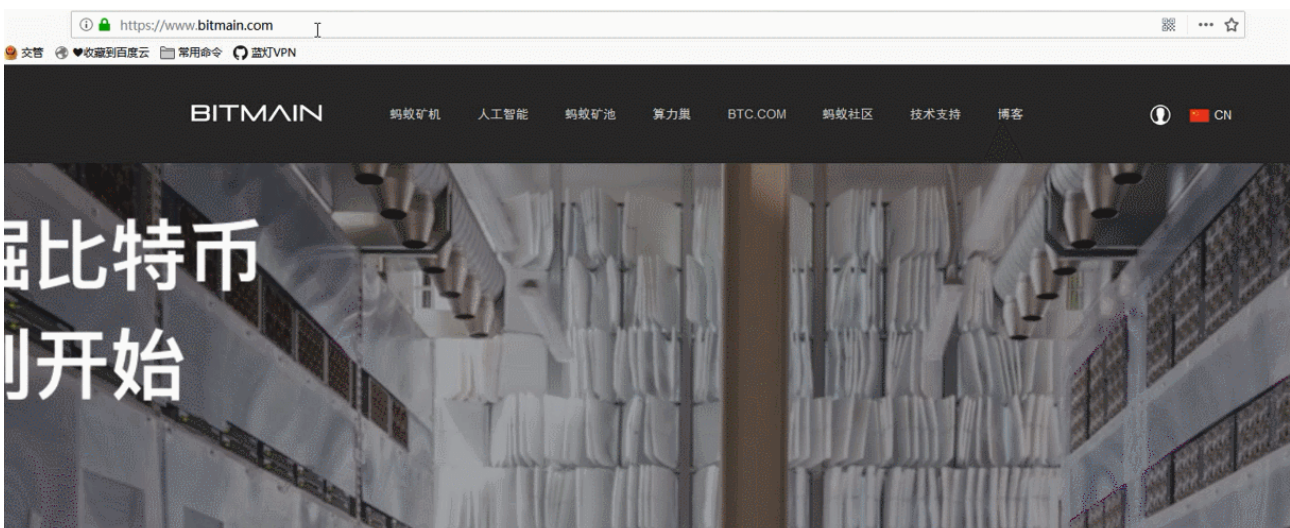 https://www.bitmain.com
交管 ♥收藏到百度云 常用命令 蓝灯VPN
BITMAIN 蚂蚁矿机 人工智能 蚂蚁矿池 算力巢 BTC.COM 蚂蚁社区 技术支持 博客 CN
掘比特币
刻开始